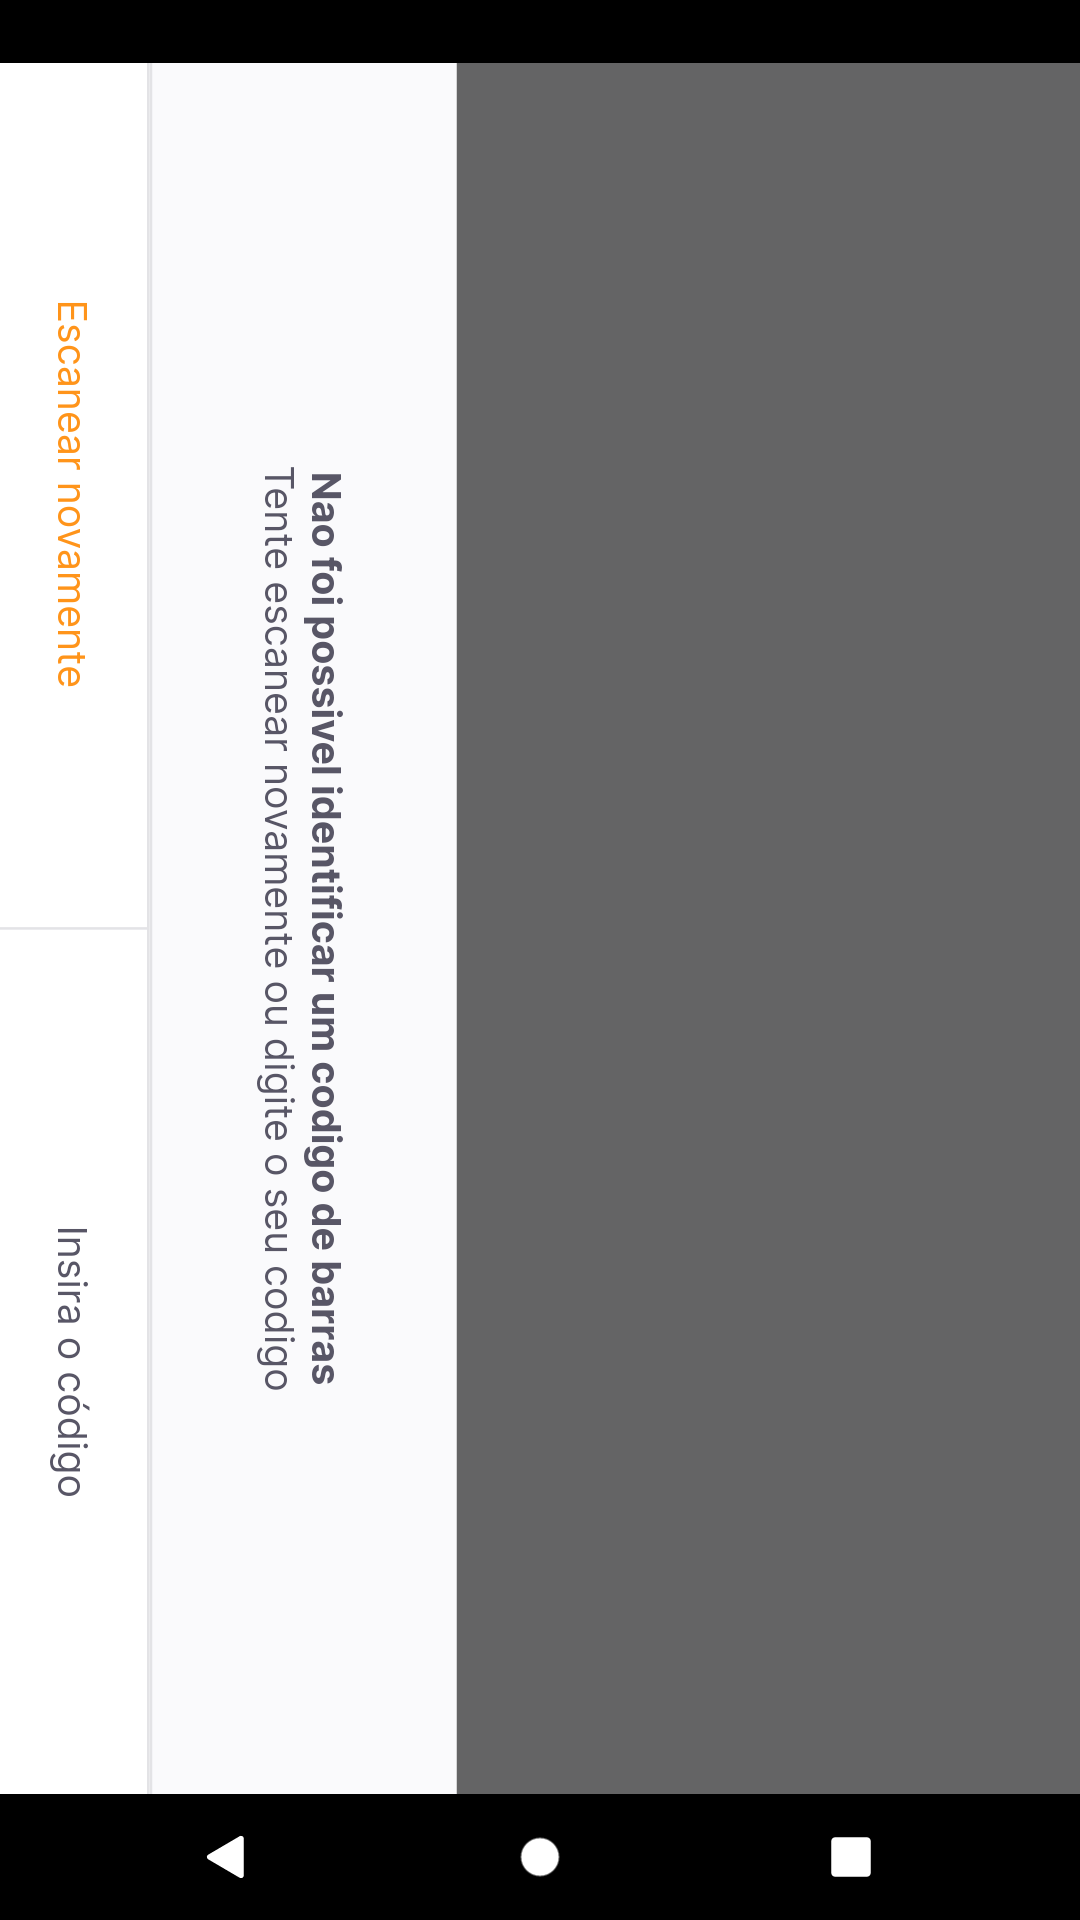 Nao foi possivel identificar um codigo de barras
Tente escanear novamente ou digite o seu codigo
Escanear novamente
Insira o código